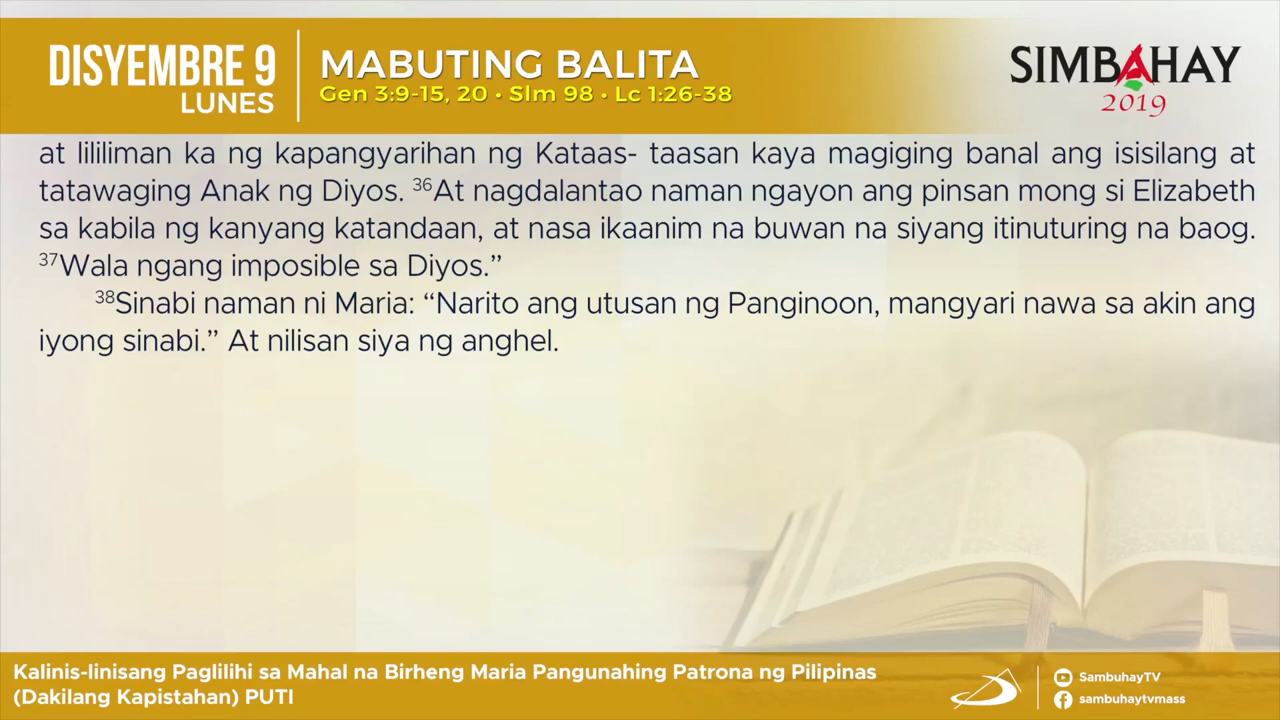 DISYEMBRE 9
LUNES
MABUTING BALITA
Gen 3:9-15, 20 • Slm 98 • Lc 1:26-38
SIMBAHAY
2019
at lililiman ka ng kapangyarihan ng Kataas- taasan kaya magiging banal ang isisilang at
tatawaging Anak ng Diyos. ³⁶At nagdalantao naman ngayon ang pinsan mong si Elizabeth
sa kabila ng kanyang katandaan, at nasa ikaanim na buwan na siyang itinuturing na baog.
³⁷Wala ngang imposible sa Diyos.”
³⁸Sinabi naman ni Maria: “Narito ang utusan ng Panginoon, mangyari nawa sa akin ang
iyong sinabi.” At nilisan siya ng anghel.
Kalinis-linisang Paglilihi sa Mahal na Birheng Maria Pangunahing Patrona ng Pilipinas
(Dakilang Kapistahan) PUTI
SambuhayTV
sambuhaytvmass